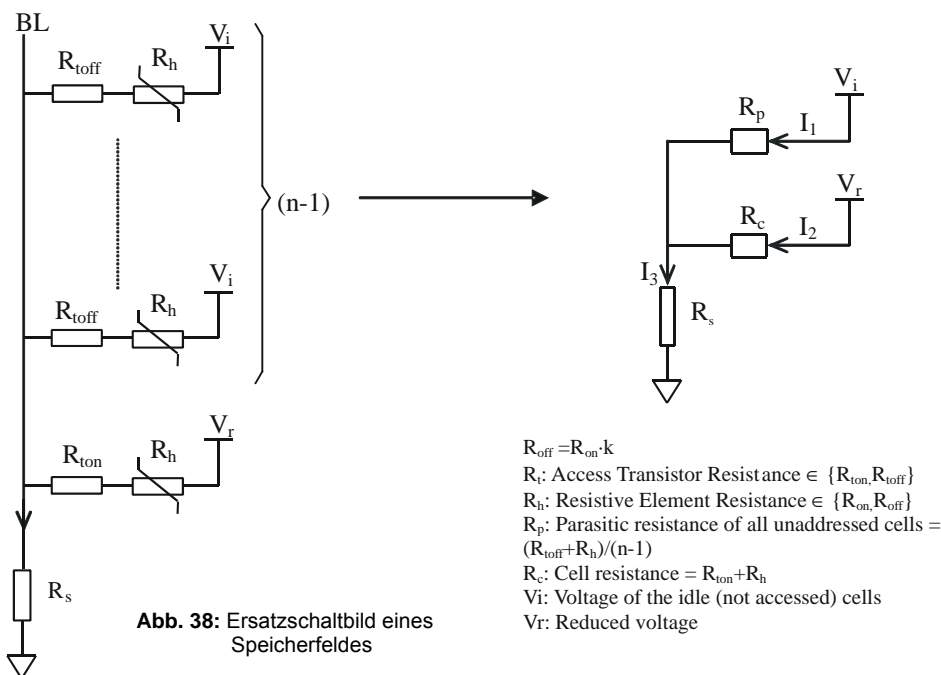 BL
R_toff R_h V_i
(n-1)
R_toff R_h V_i
R_ton R_h V_r
R_s
R_p I_1 V_i
R_c I_2 V_r
I_3
R_s
R_off =R_on·k
R_t: Access Transistor Resistance ∈ {R_ton,R_toff}
R_h: Resistive Element Resistance ∈ {R_on,R_off}
R_p: Parasitic resistance of all unaddressed cells =
(R_toff+R_h)/(n-1)
R_c: Cell resistance = R_ton+R_h
Vi: Voltage of the idle (not accessed) cells
Vr: Reduced voltage
Abb. 38: Ersatzschaltbild eines
Speicherfeldes